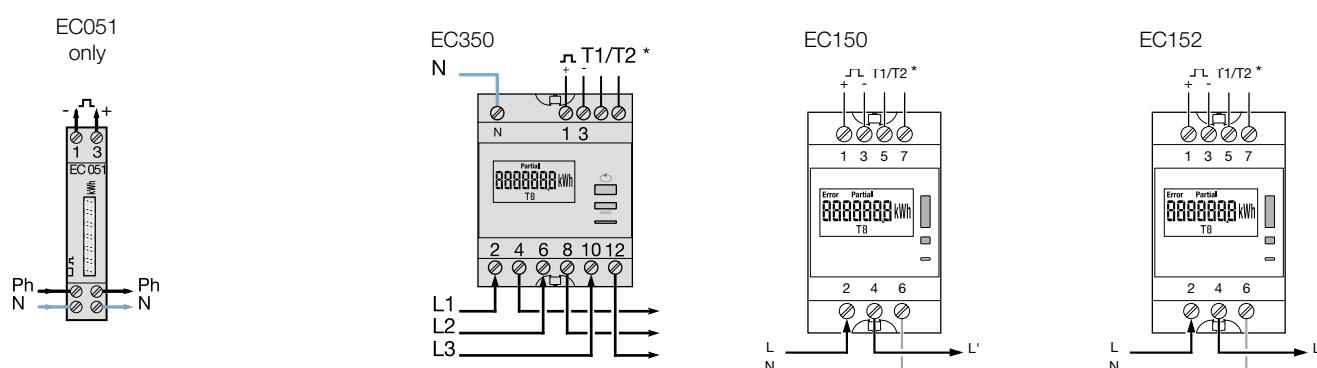 EC051
only
- +
1 3
EC 051
kWh
Ph Ph
N N
EC350
N
T1/T2 *
+ -
N 1 3
Partial
8888888 kWh
T8
reset
2 4 6 8 10 12
L1
L2
L3
EC150
T1/T2 *
+ -
1 3 5 7
Error Partial
8888888 kWh
T8
2 4 6
L L'
N
EC152
T1/T2 *
+ -
1 3 5 7
Error Partial
8888888 kWh
T8
2 4 6
L L
N